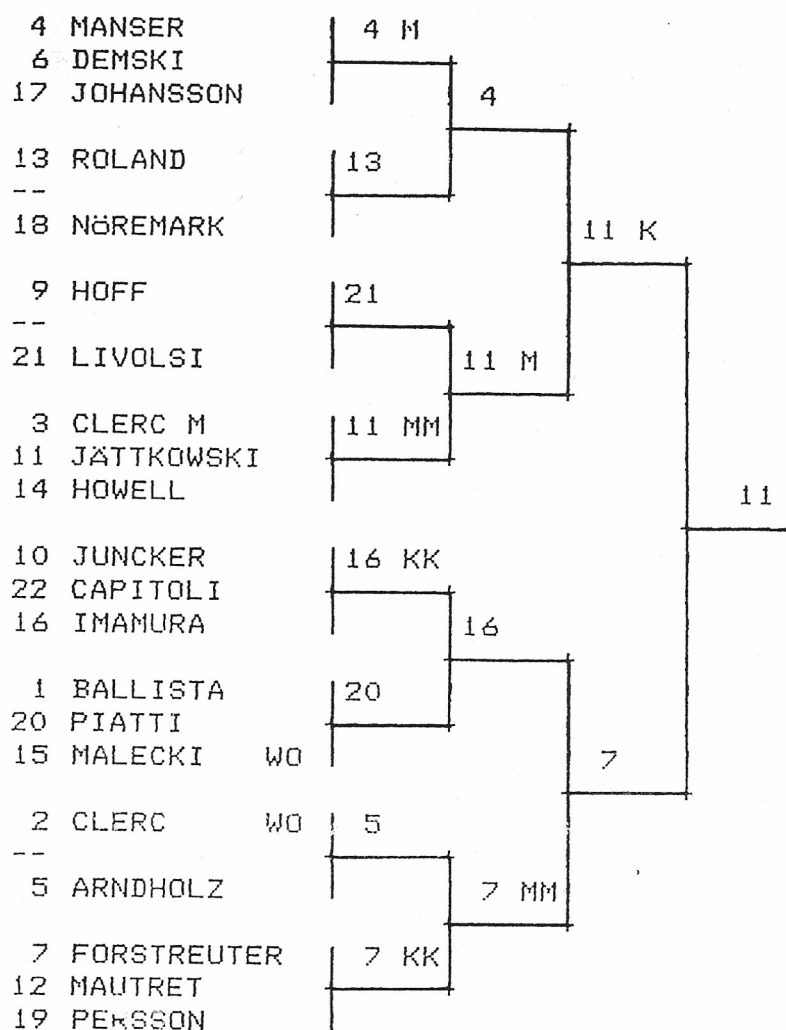 4 MANSER 4 M
6 DEMSKI
17 JOHANSSON 4
13 ROLAND 13
--
18 NÖREMARK 11 K
9 HOFF 21
--
21 LIVOLSI 11 M
3 CLERC M 11 MM
11 JÄTTKOWSKI
14 HOWELL 11
10 JUNCKER 16 KK
22 CAPITOLI
16 IMAMURA 16
1 BALLISTA 20
20 PIATTI
15 MALECKI WO 7
2 CLERC WO 5
--
5 ARNDHOLZ 7 MM
7 FORSTREUTER 7 KK
12 MAUTRET
19 PERSSON